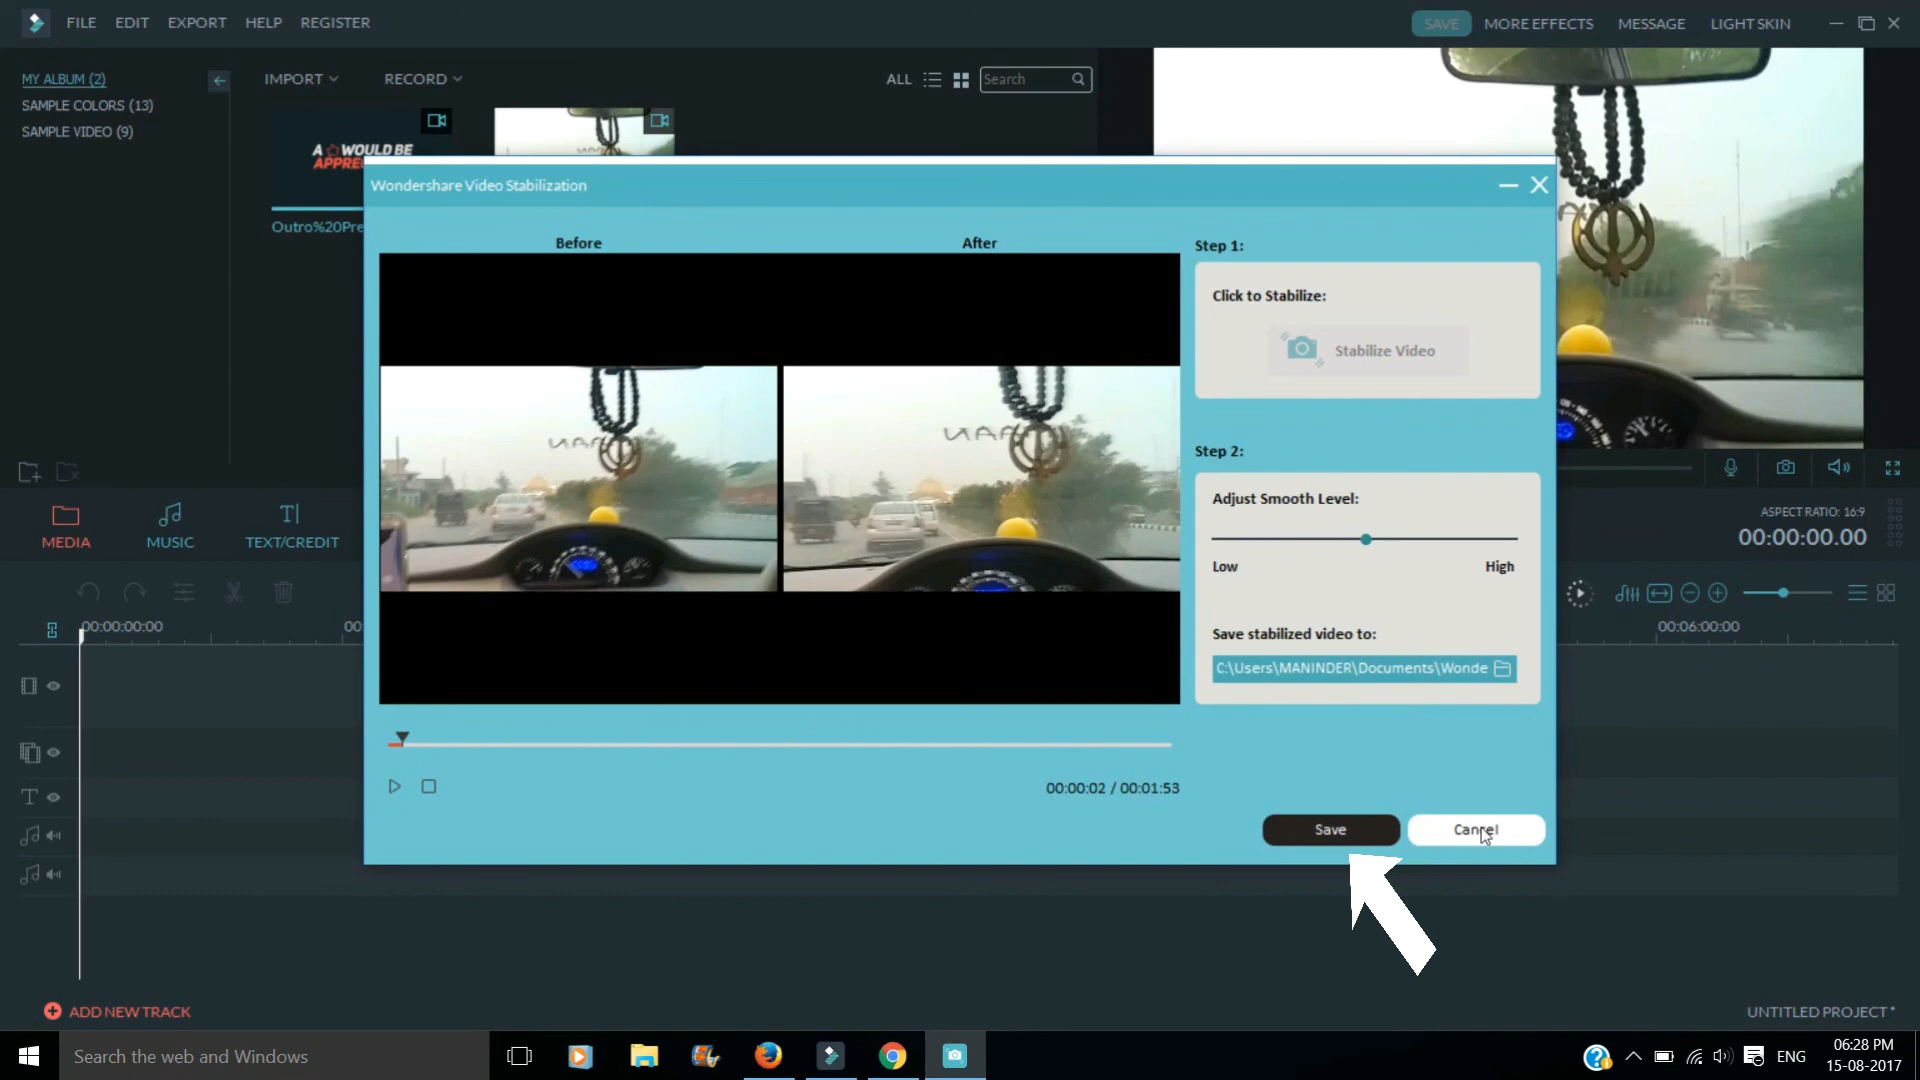 FILE EDIT EXPORT HELP REGISTER
SAVE MORE EFFECTS MESSAGE LIGHT SKIN
MY ALBUM (2)
SAMPLE COLORS (13)
SAMPLE VIDEO (9)
IMPORT RECORD
ALL Search
A WOULD BE
APPRE
Outro%20Pre
Wondershare Video Stabilization
Before After
Step 1:
Click to Stabilize:
Stabilize Video
Step 2:
Adjust Smooth Level:
Low High
Save stabilized video to:
C:\Users\MANINDER\Documents\Wonde
00:00:02 / 00:01:53
Save Cancel
MEDIA MUSIC TEXT/CREDIT
ASPECT RATIO: 16:9
00:00:00.00
00:00:00:00 00: 00:06:00:00
ADD NEW TRACK
UNTITLED PROJECT *
Search the web and Windows
ENG
06:28 PM
15-08-2017